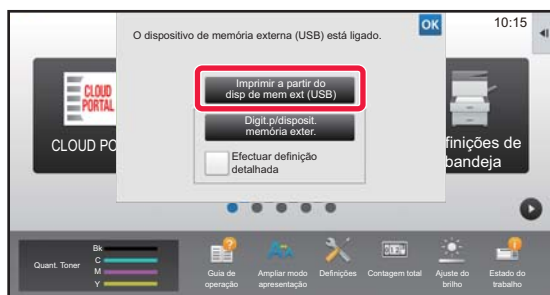 O dispositivo de memória externa (USB) está ligado.
OK
10:15
Imprimir a partir do
disp de mem ext (USB)
Digit.p/disposit.
memória exter.
Efectuar definição
detalhada
CLOUD
PORTAL
CLOUD PO
finições de
bandeja
Quant. Toner
Bk
C
M
Y
Guia de
operação
Ampliar modo
apresentação
Definições
Contagem total
Ajuste do
brilho
Estado do
trabalho